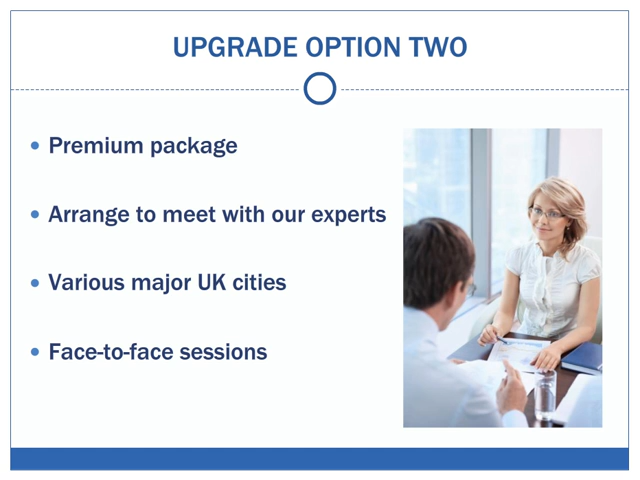 UPGRADE OPTION TWO
• Premium package
• Arrange to meet with our experts
• Various major UK cities
• Face-to-face sessions